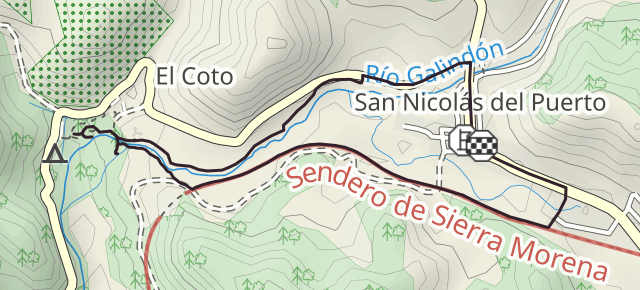 Río Galindón
El Coto
San Nicolás del Puerto
Sendero de Sierra Morena